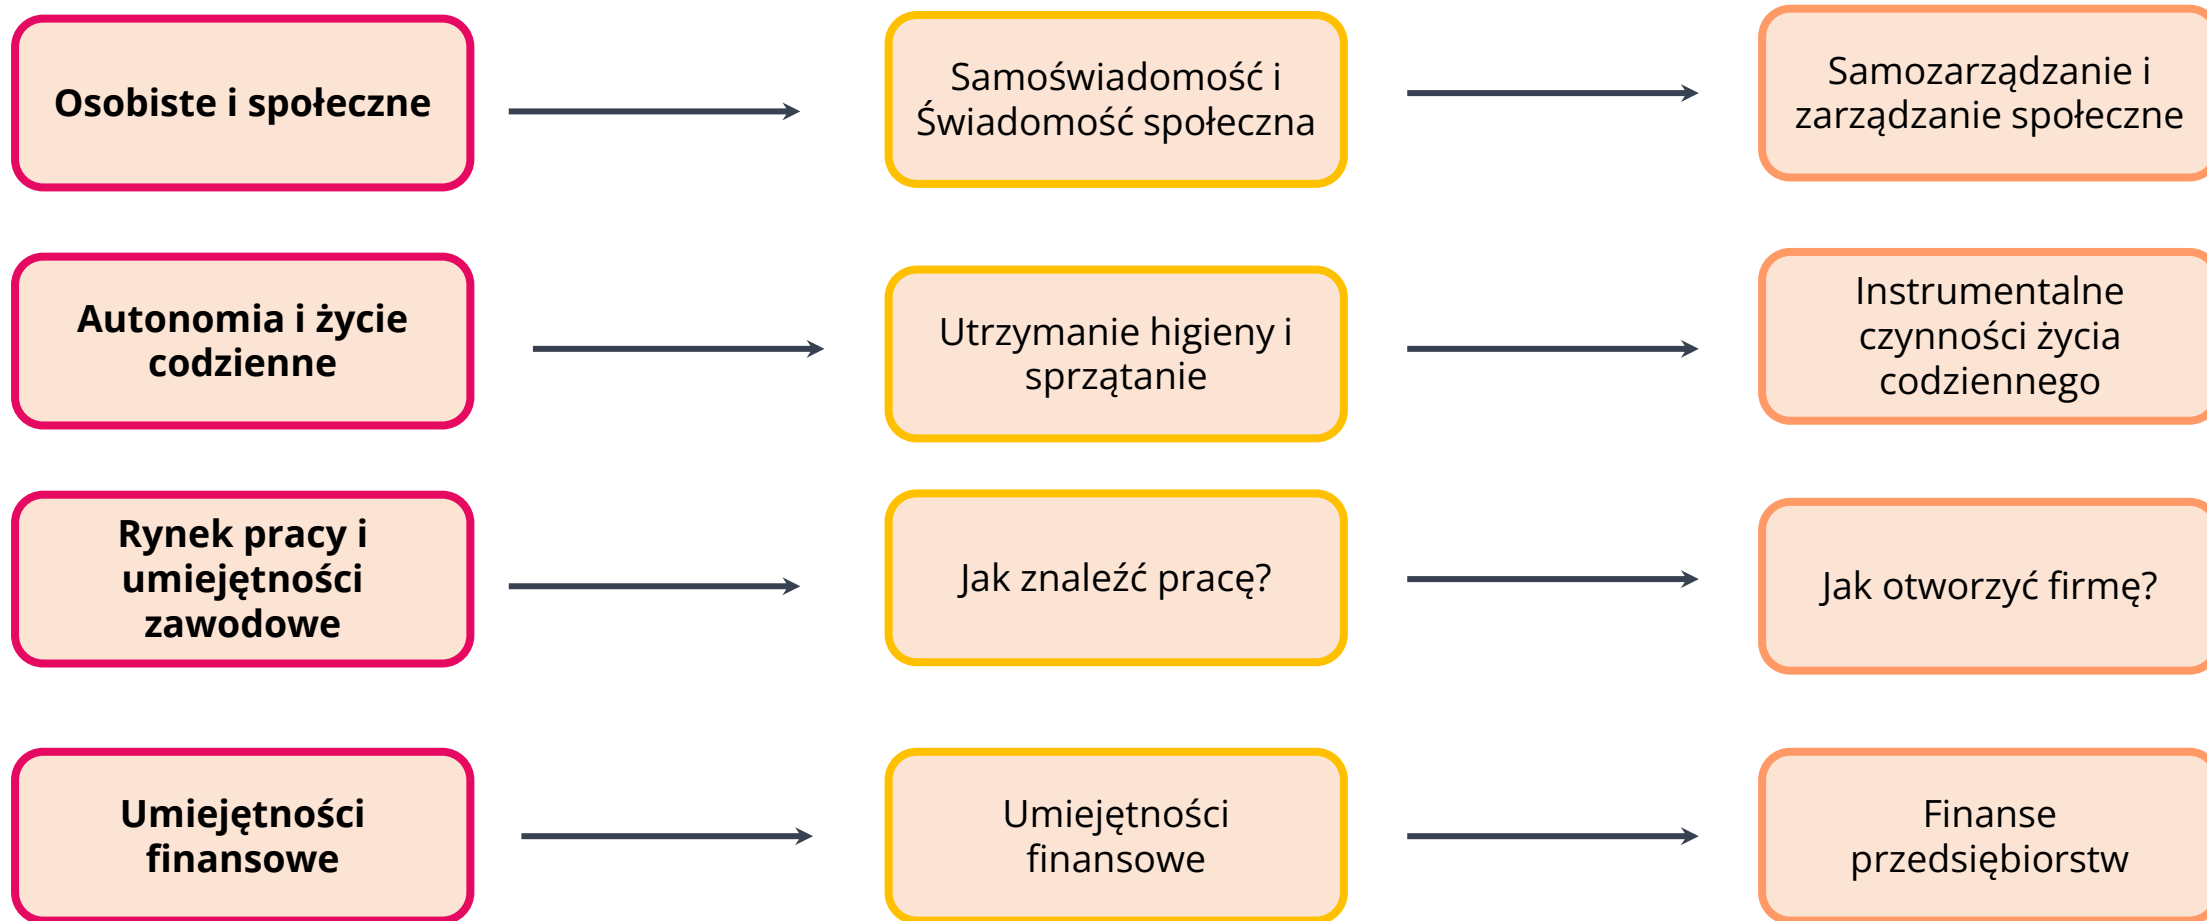 Osobiste i społeczne
Samoświadomość i
Świadomość społeczna
Samozarządzanie i
zarządzanie społeczne
Autonomia i życie
codzienne
Utrzymanie higieny i
sprzątanie
Instrumentalne
czynności życia
codziennego
Rynek pracy i
umiejętności
zawodowe
Jak znaleźć pracę?
Jak otworzyć firmę?
Umiejętności
finansowe
Umiejętności
finansowe
Finanse
przedsiębiorstw